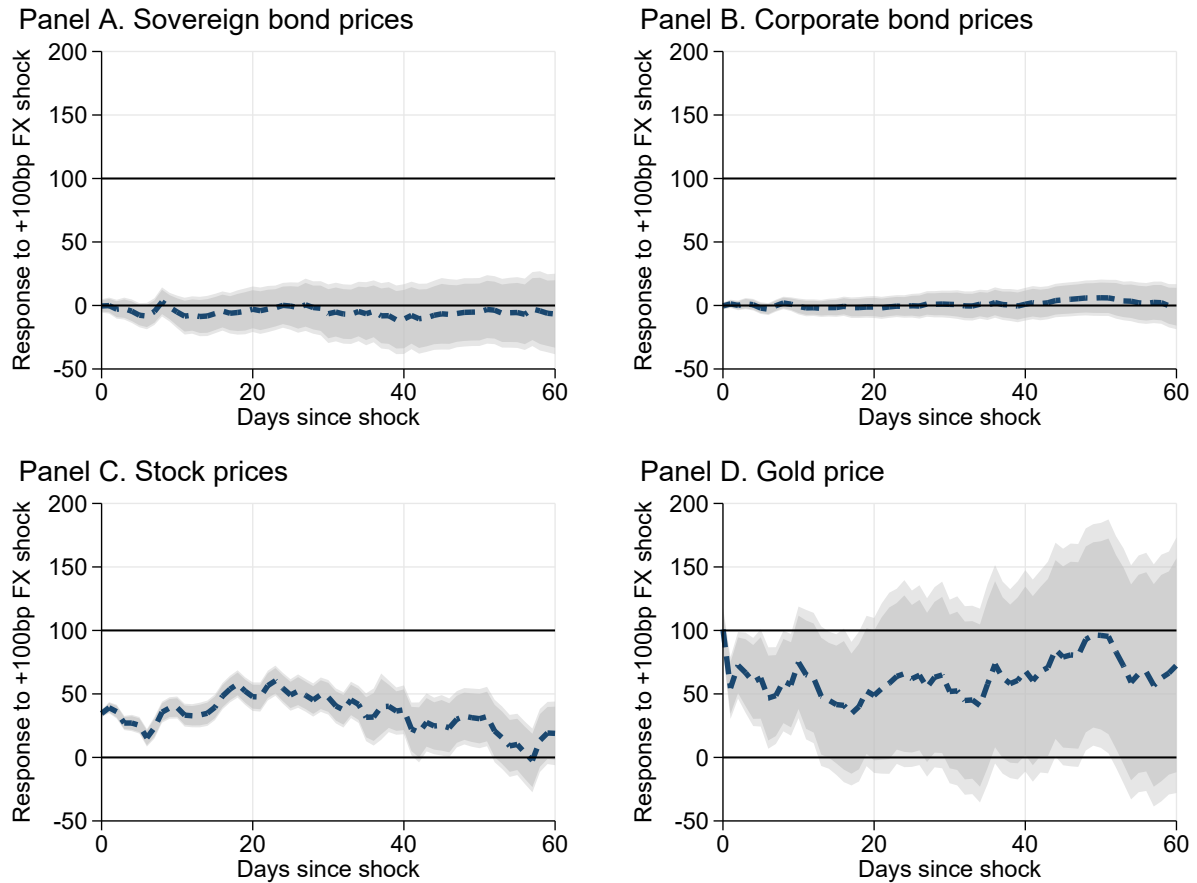 Panel A. Sovereign bond prices
Response to +100bp FX shock
200
150
100
50
0
-50
0 20 40 60
Days since shock
Panel B. Corporate bond prices
Response to +100bp FX shock
200
150
100
50
0
-50
0 20 40 60
Days since shock
Panel C. Stock prices
Response to +100bp FX shock
200
150
100
50
0
-50
0 20 40 60
Days since shock
Panel D. Gold price
Response to +100bp FX shock
200
150
100
50
0
-50
0 20 40 60
Days since shock